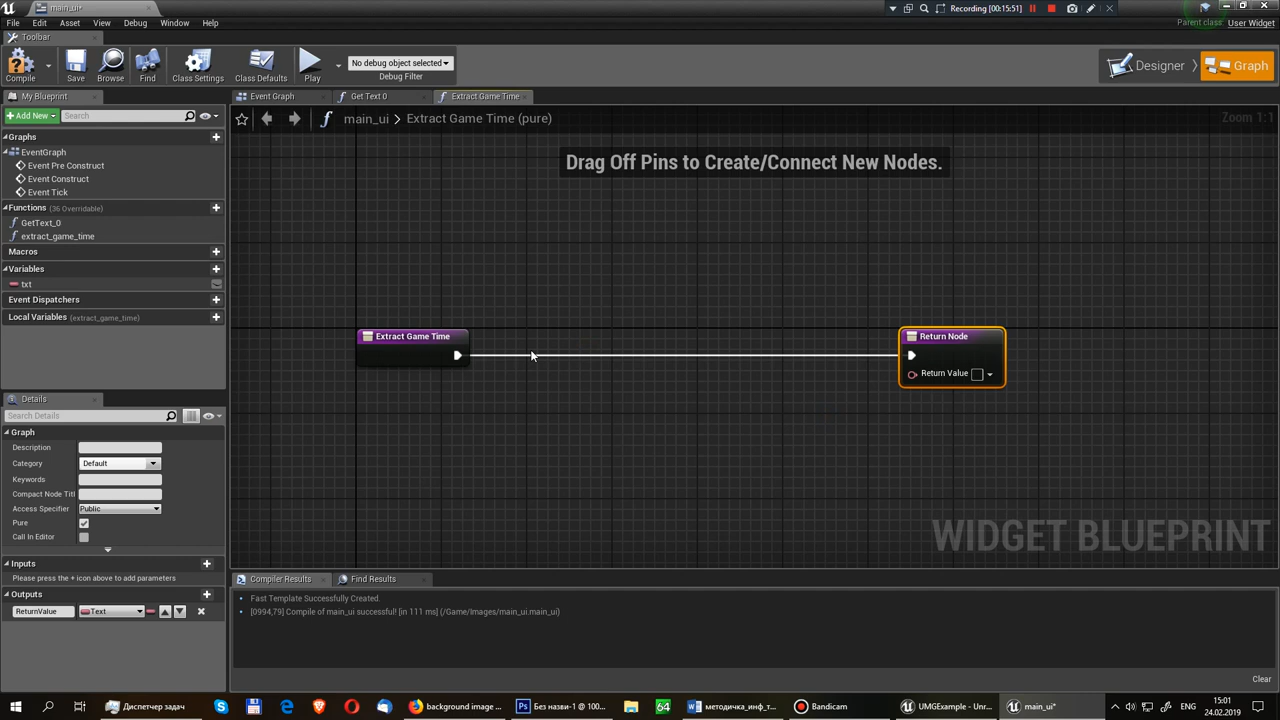 main_ui*
Recording (00:15:51)
File Edit Asset View Debug Window Help
Parent class: User Widget
Toolbar
Compile Save Browse Find Class Settings Class Defaults Play
No debug object selected
Debug Filter
Designer Graph
My Blueprint
Event Graph Get Text 0 Extract Game Time
+Add New Search
main_ui > Extract Game Time (pure)
Zoom 1:1
Graphs
EventGraph
Event Pre Construct
Event Construct
Event Tick
Functions (36 Overridable)
GetText_0
extract_game_time
Macros
Variables
txt
Event Dispatchers
Local Variables (extract_game_time)
Drag Off Pins to Create/Connect New Nodes.
Extract Game Time
Return Node
Return Value
WIDGET BLUEPRINT
Details
Search Details
Graph
Description
Category Default
Keywords
Compact Node Titl
Access Specifier Public
Pure
Call In Editor
Inputs
Please press the + icon above to add parameters
Outputs
ReturnValue Text
Compiler Results Find Results
Fast Template Successfully Created.
[0994,79] Compile of main_ui successful! [in 111 ms] (/Game/Images/main_ui.main_ui)
Clear
Диспетчер задач
background image ...
Без назви-1 @ 100...
64
методичка_инф_т...
Bandicam
UMGExample - Unr...
main_ui*
ENG
15:01
24.02.2019